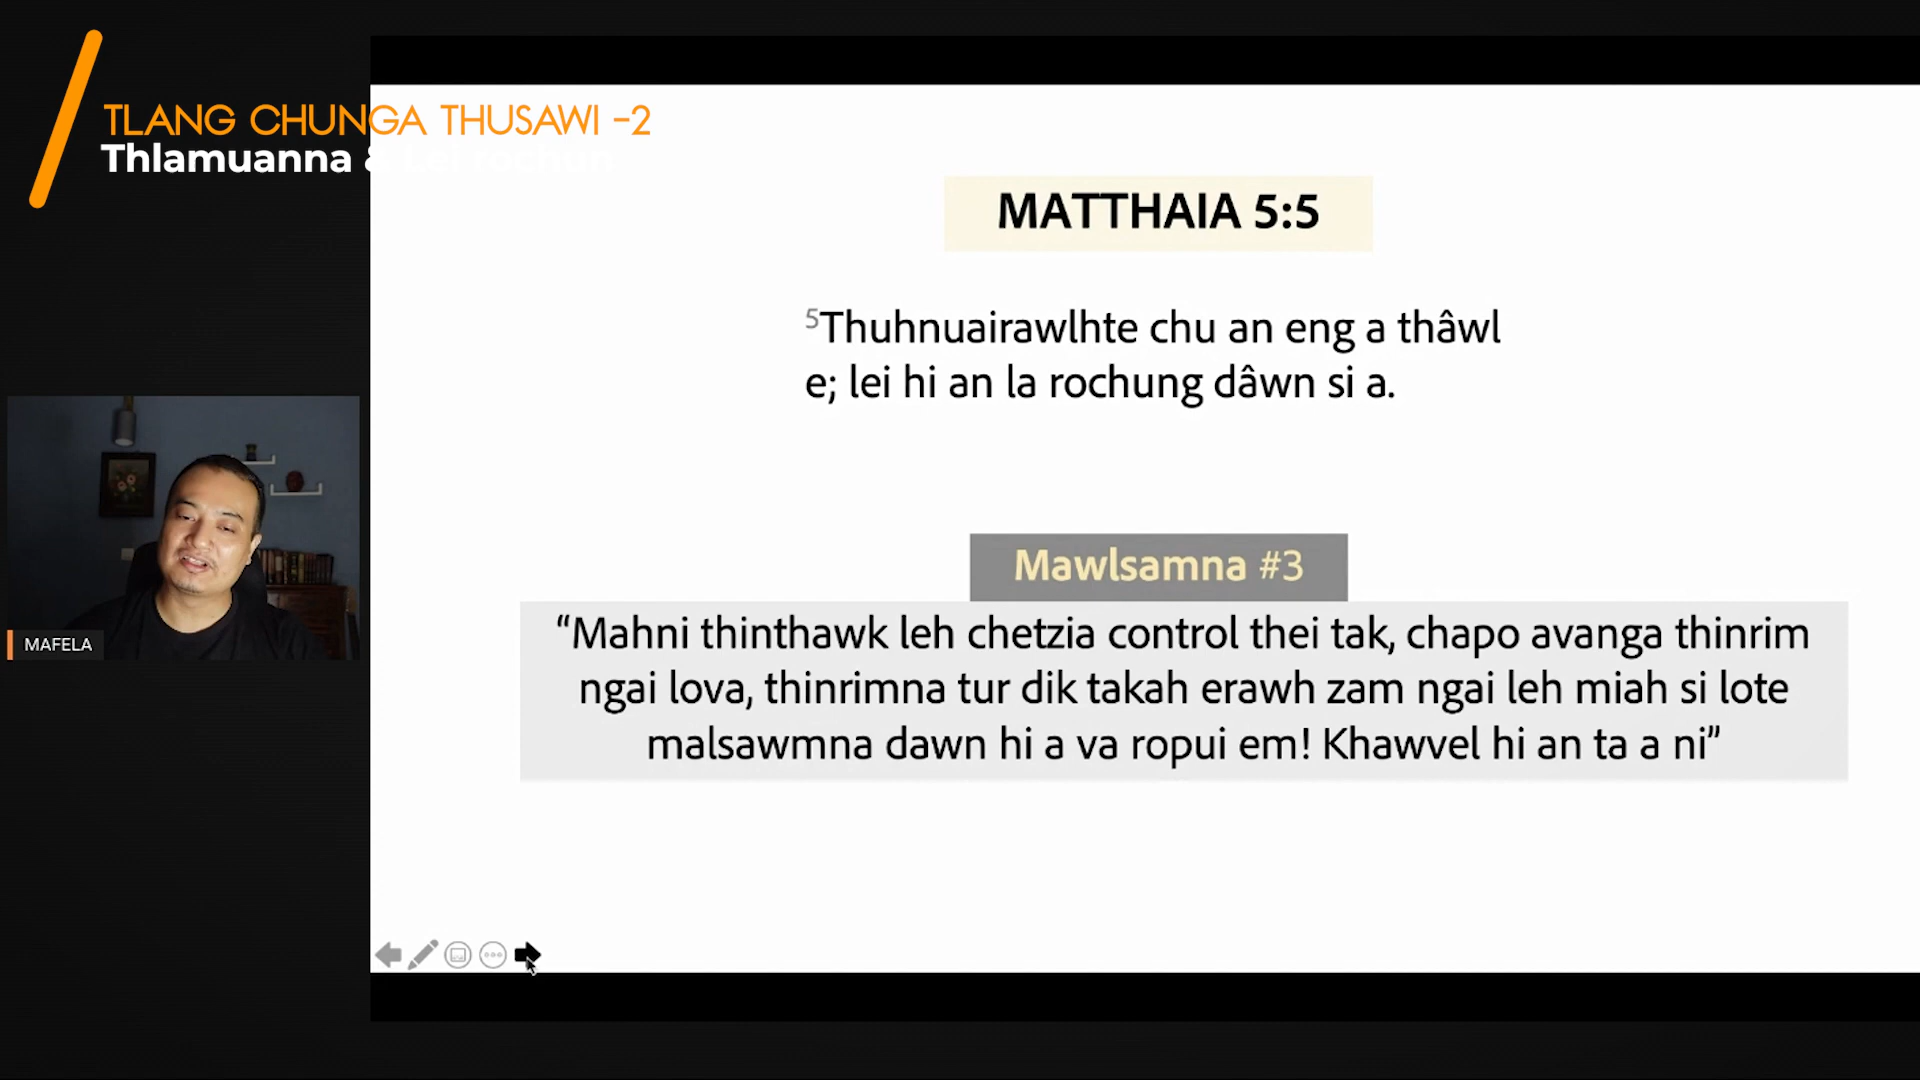 TLANG CHUNGA THUSAWI -2
Thlamuanna & Lei rochun
MATTHAIA 5:5
5Thuhnuairawlhte chu an eng a thâwl
e; lei hi an la rochung dâwn si a.
Mawlsamna #3
“Mahni thinthawk leh chetzia control thei tak, chapo avanga thinrim
ngai lova, thinrimna tur dik takah erawh zam ngai leh miah si lote
malsawmna dawn hi a va ropui em! Khawvel hi an ta a ni”
MAFELA